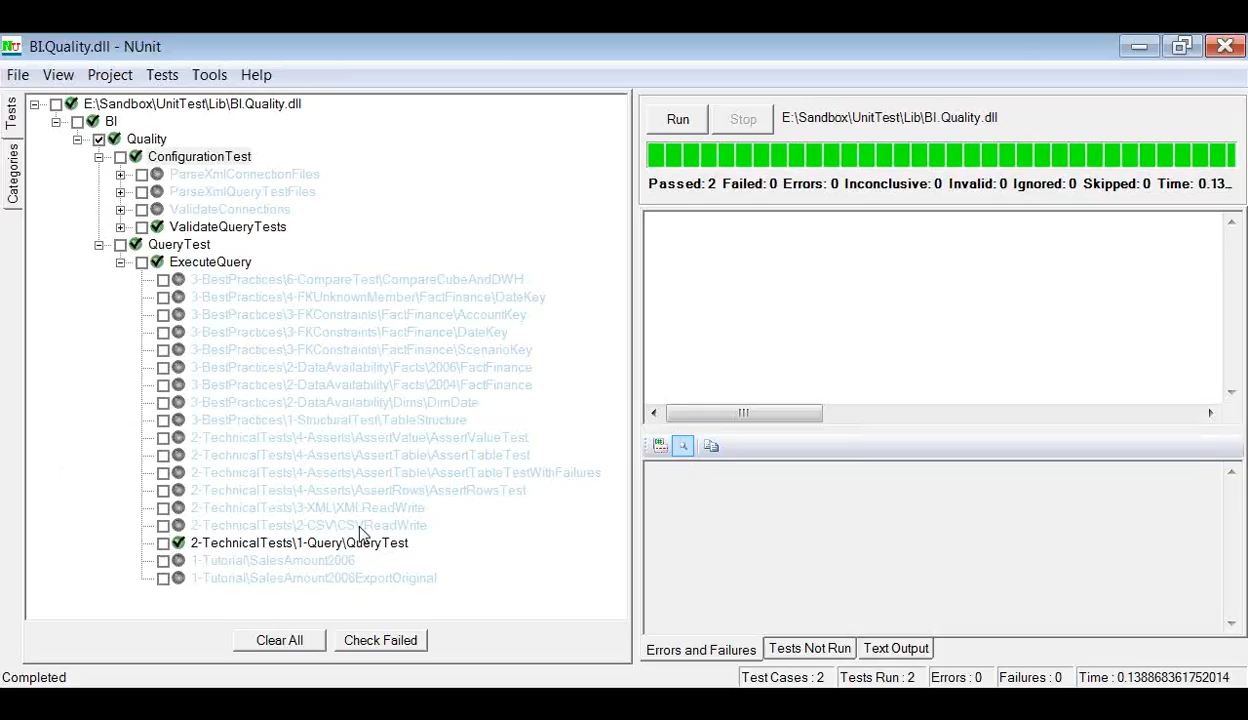 BI.Quality.dll - NUnit
File View Project Tests Tools Help
Tests
Categories
E:\Sandbox\UnitTest\Lib\BI.Quality.dll
BI
Quality
ConfigurationTest
ParseXmlConnectionFiles
ParseXmlQueryTestFiles
ValidateConnections
ValidateQueryTests
QueryTest
ExecuteQuery
3-BestPractices\6-CompareTest\CompareCubeAndDWH
3-BestPractices\4-FKUnknownMember\FactFinance\DateKey
3-BestPractices\3-FKConstraints\FactFinance\AccountKey
3-BestPractices\3-FKConstraints\FactFinance\DateKey
3-BestPractices\3-FKConstraints\FactFinance\ScenarioKey
3-BestPractices\2-DataAvailability\Facts\2006\FactFinance
3-BestPractices\2-DataAvailability\Facts\2004\FactFinance
3-BestPractices\2-DataAvailability\Dims\DimDate
3-BestPractices\1-StructuralTest\TableStructure
2-TechnicalTests\4-Asserts\AssertValue\AssertValueTest
2-TechnicalTests\4-Asserts\AssertTable\AssertTableTest
2-TechnicalTests\4-Asserts\AssertTable\AssertTableTestWithFailures
2-TechnicalTests\4-Asserts\AssertRows\AssertRowsTest
2-TechnicalTests\3-XML\XMLReadWrite
2-TechnicalTests\2-CSV\CSVReadWrite
2-TechnicalTests\1-Query\QueryTest
1-Tutorial\SalesAmount2006
1-Tutorial\SalesAmount2006ExportOriginal
Clear All Check Failed
Run Stop E:\Sandbox\UnitTest\Lib\BI.Quality.dll
Passed: 2 Failed: 0 Errors: 0 Inconclusive: 0 Invalid: 0 Ignored: 0 Skipped: 0 Time: 0.13...
Errors and Failures Tests Not Run Text Output
Completed Test Cases : 2 Tests Run : 2 Errors : 0 Failures : 0 Time : 0.138868361752014